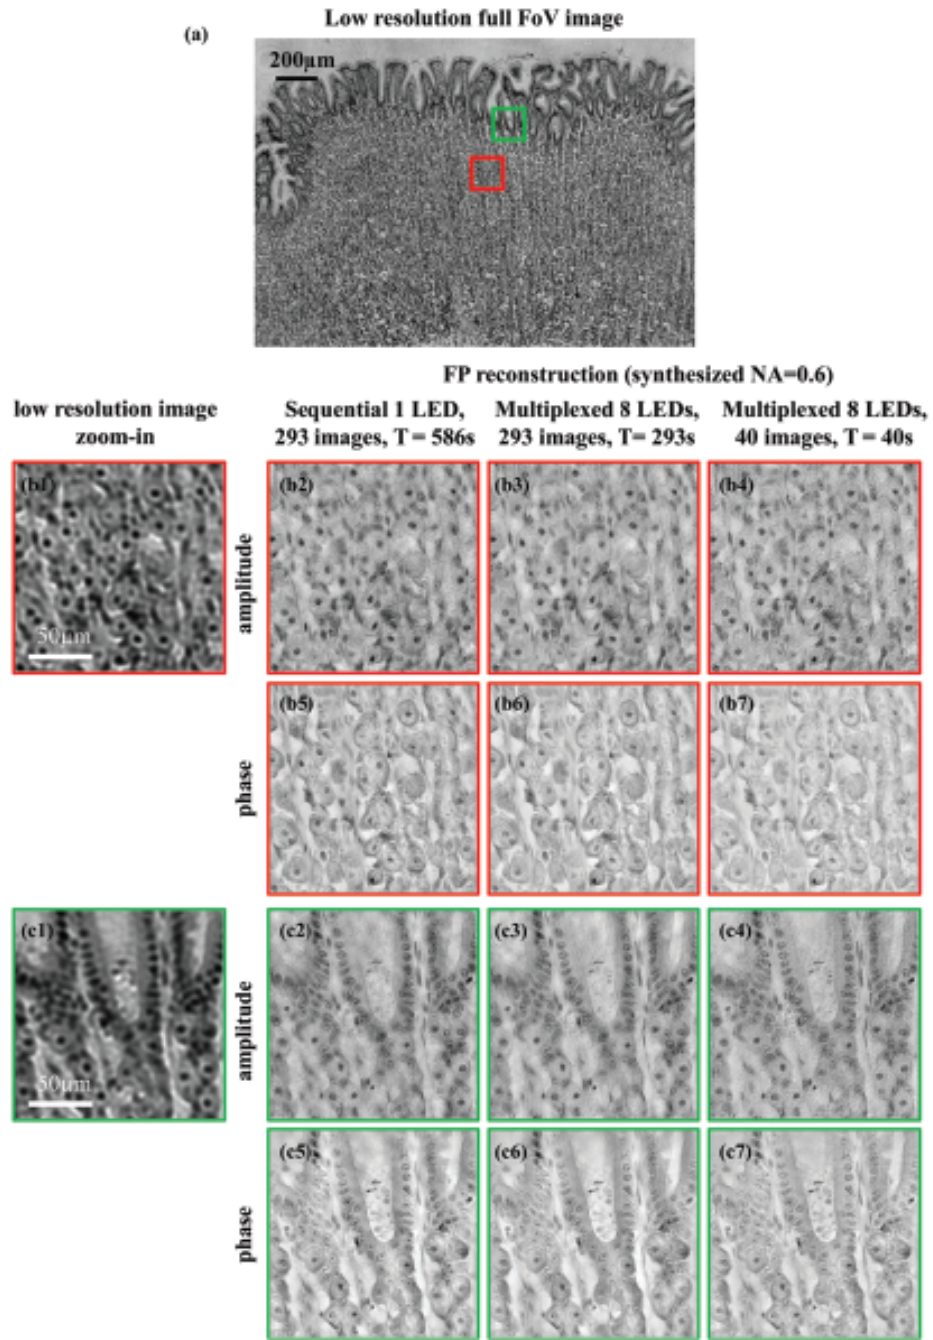 Low resolution full FoV image
(a)
200μm
FP reconstruction (synthesized NA=0.6)
low resolution image
zoom-in
Sequential 1 LED,
293 images, T = 586s
Multiplexed 8 LEDs,
293 images, T= 293s
Multiplexed 8 LEDs,
40 images, T = 40s
(b1)
50μm
amplitude
(b2)
(b3)
(b4)
phase
(b5)
(b6)
(b7)
(c1)
50μm
amplitude
(c2)
(c3)
(c4)
phase
(c5)
(c6)
(c7)